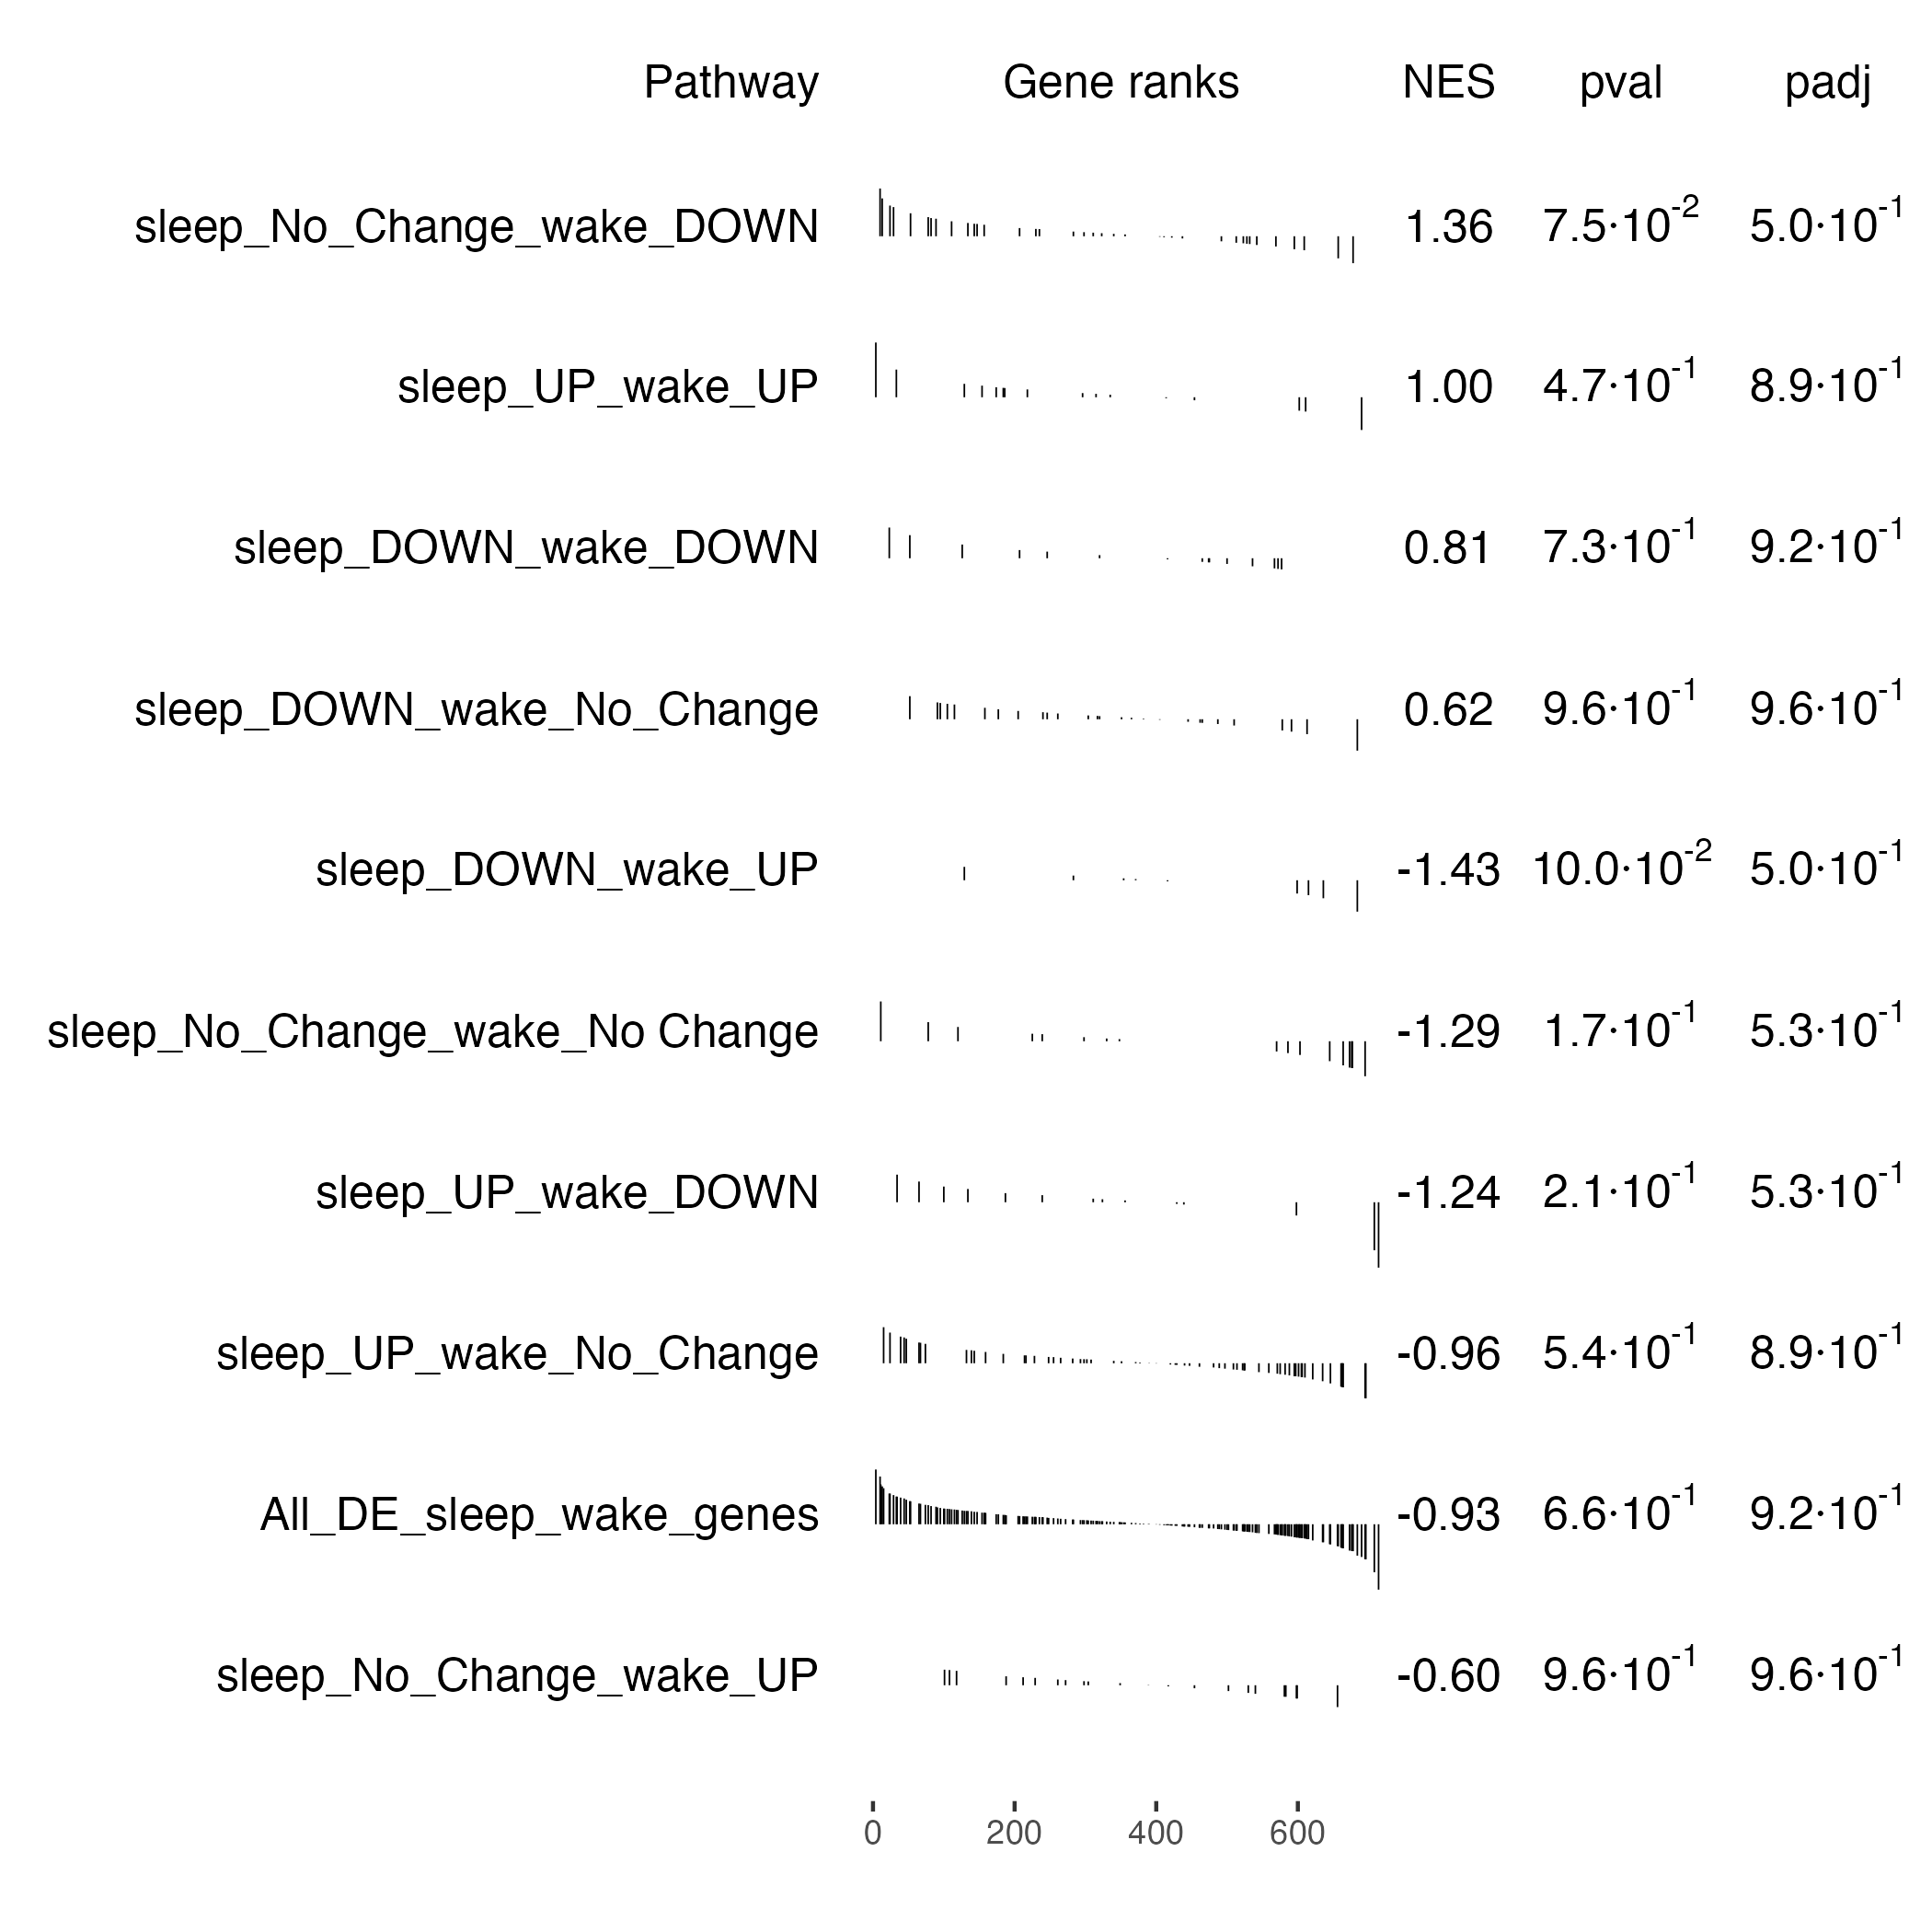 Pathway Gene ranks NES pval padj
sleep_No_Change_wake_DOWN 1.36 7.5·10⁻² 5.0·10⁻¹
sleep_UP_wake_UP 1.00 4.7·10⁻¹ 8.9·10⁻¹
sleep_DOWN_wake_DOWN 0.81 7.3·10⁻¹ 9.2·10⁻¹
sleep_DOWN_wake_No_Change 0.62 9.6·10⁻¹ 9.6·10⁻¹
sleep_DOWN_wake_UP -1.43 10.0·10⁻² 5.0·10⁻¹
sleep_No_Change_wake_No Change -1.29 1.7·10⁻¹ 5.3·10⁻¹
sleep_UP_wake_DOWN -1.24 2.1·10⁻¹ 5.3·10⁻¹
sleep_UP_wake_No_Change -0.96 5.4·10⁻¹ 8.9·10⁻¹
All_DE_sleep_wake_genes -0.93 6.6·10⁻¹ 9.2·10⁻¹
sleep_No_Change_wake_UP -0.60 9.6·10⁻¹ 9.6·10⁻¹
0 200 400 600